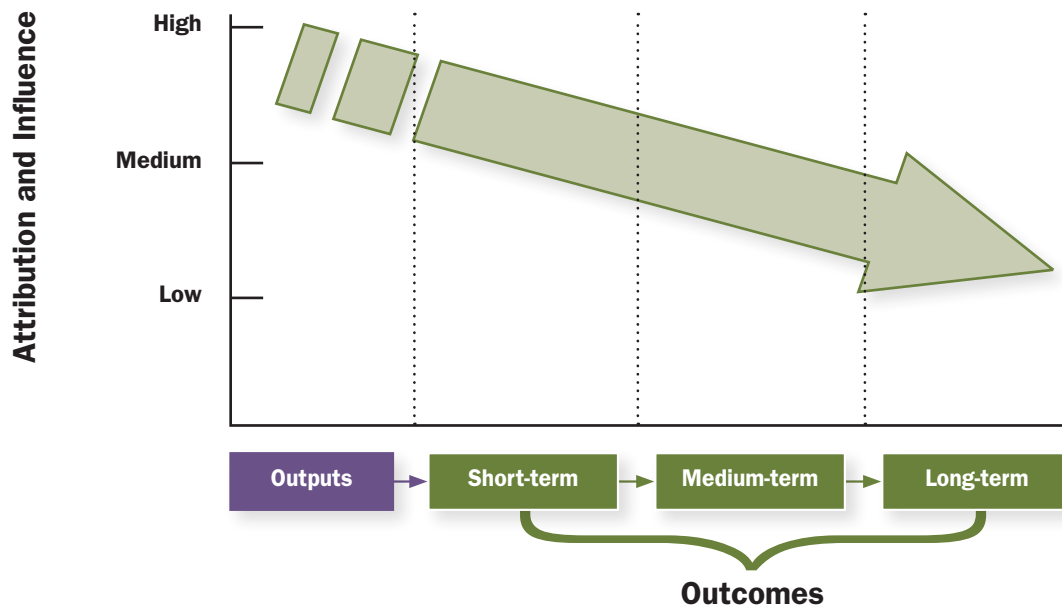 Attribution and Influence
High
Medium
Low
Outputs
Short-term
Medium-term
Long-term
Outcomes